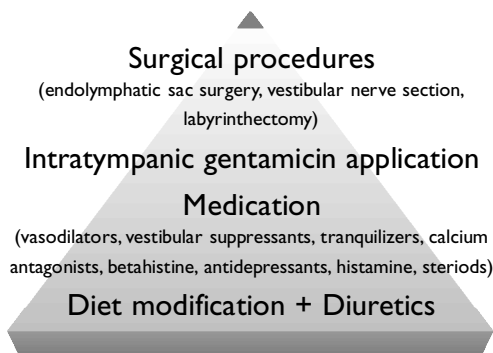 Surgical procedures
(endolymphatic sac surgery, vestibular nerve section,
labyrinthectomy)
Intratympanic gentamicin application
Medication
(vasodilators, vestibular suppressants, tranquilizers, calcium
antagonists, betahistine, antidepressants, histamine, steriods)
Diet modification + Diuretics